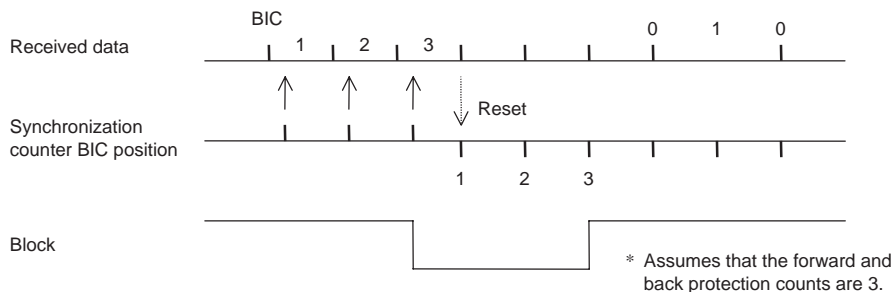 BIC
Received data
1 2 3 0 1 0
Reset
Synchronization
counter BIC position
1 2 3
Block
* Assumes that the forward and
back protection counts are 3.